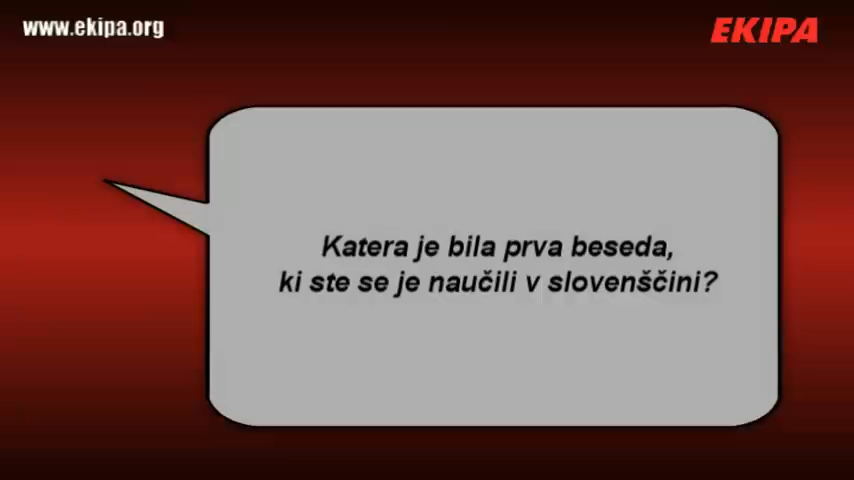 www.ekipa.org
EKIPA
Katera je bila prva beseda,
ki ste se je naučili v slovenščini?